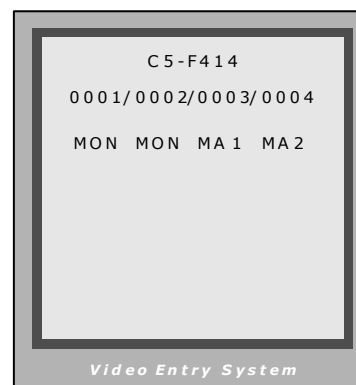 C5-F414
0001/0002/0003/0004
MON MON MA1 MA2
Video Entry System